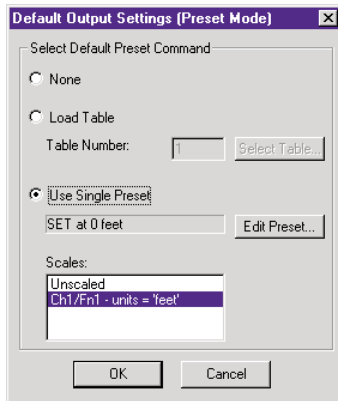 Default Output Settings (Preset Mode)
Select Default Preset Command
None
Load Table
Table Number: 1 Select Table...
Use Single Preset
SET at 0 feet Edit Preset...
Scales:
Unscaled
Ch1/Fn1 - units = 'feet'
OK Cancel